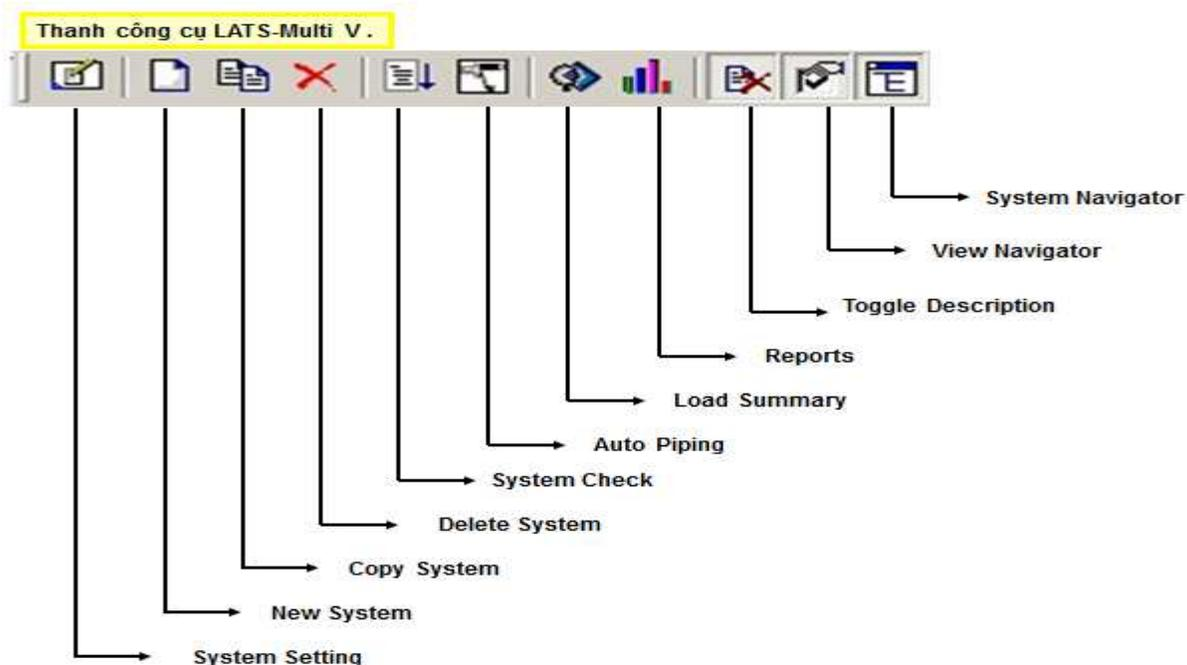 Thanh công cụ LATS-Multi V .
System Navigator
View Navigator
Toggle Description
Reports
Load Summary
Auto Piping
System Check
Delete System
Copy System
New System
System Setting